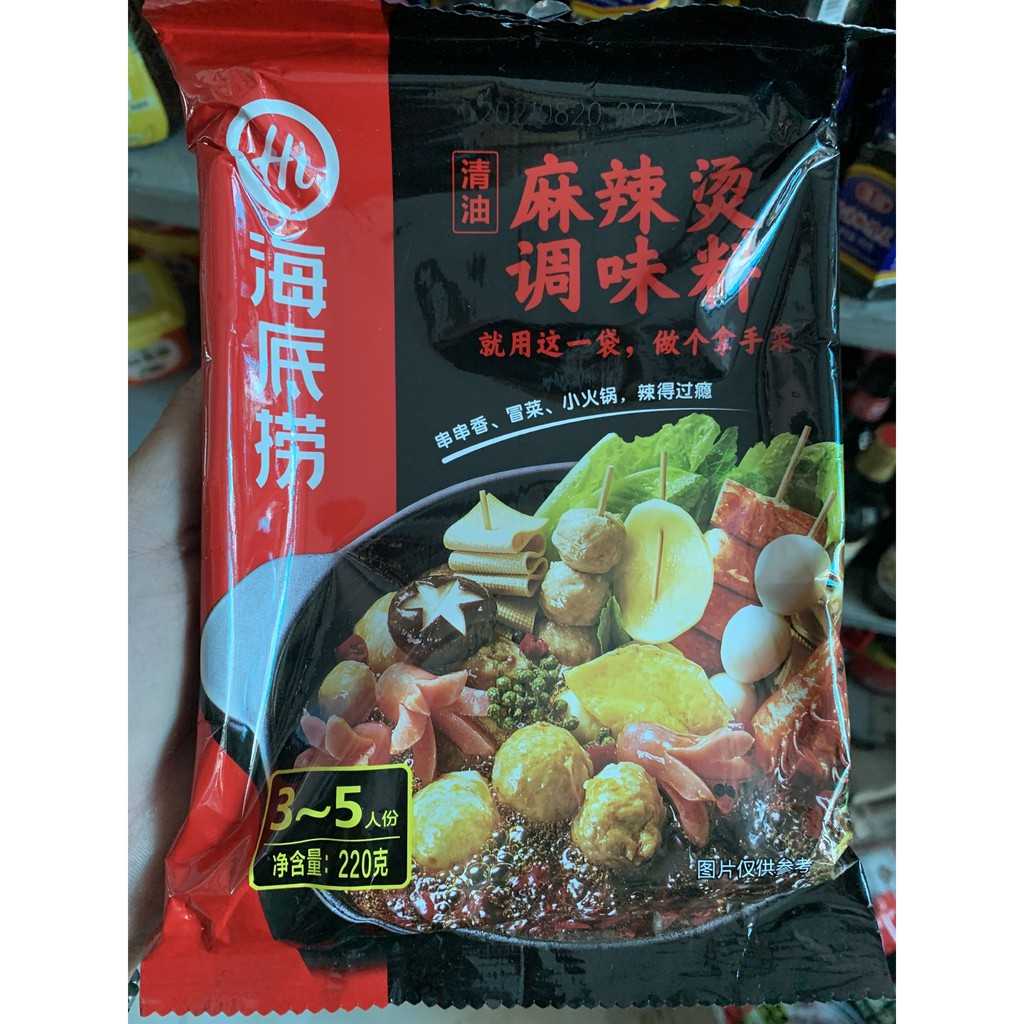 Hi
海底捞
清油
麻辣烫
调味料
就用这一袋，做个拿手菜
串串香、冒菜、小火锅，辣得过瘾
3~5人份
净含量：220克
图片仅供参考